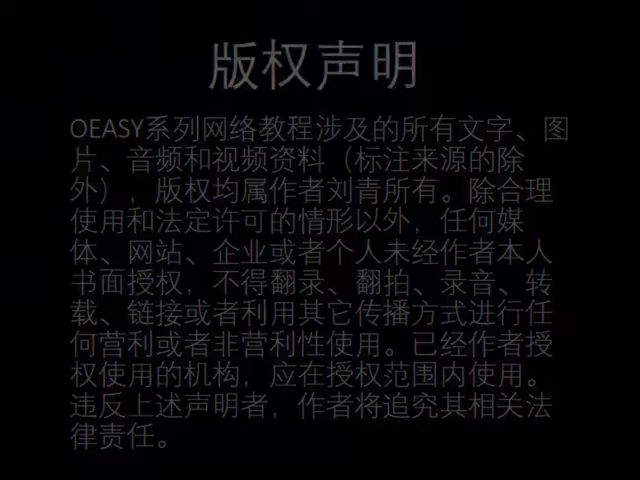 版权声明
OEASY系列网络教程涉及的所有文字、图
片、音频和视频资料（标注来源的除
外），版权均属作者刘青所有。除合理
使用和法定许可的情形以外，任何媒
体、网站、企业或者个人未经作者本人
书面授权，不得翻录、翻拍、录音、转
载、链接或者利用其它传播方式进行任
何营利或者非营利性使用。已经作者授
权使用的机构，应在授权范围内使用。
违反上述声明者，作者将追究其相关法
律责任。